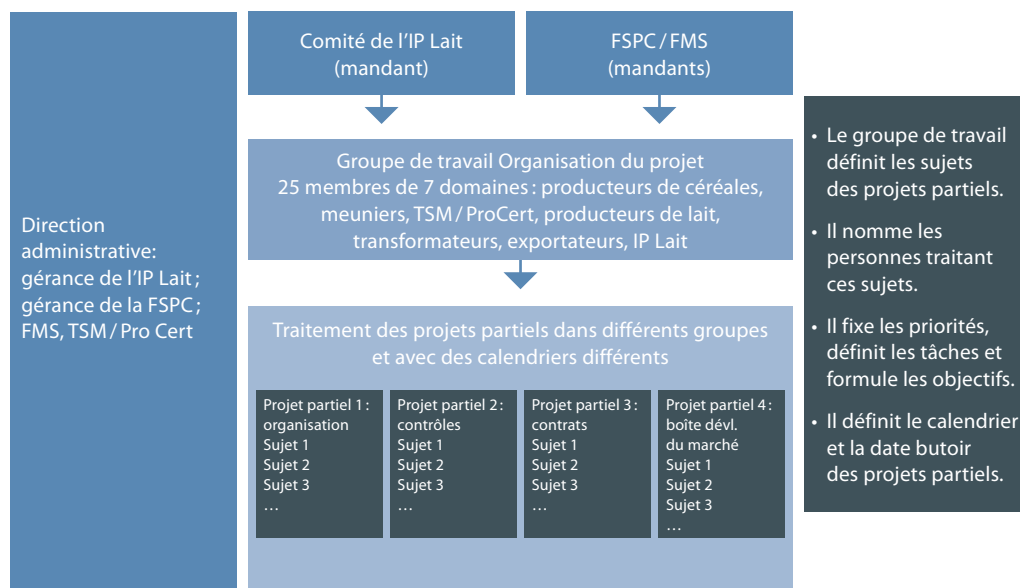 Direction
administrative:
gérance de l'IP Lait ;
gérance de la FSPC ;
FMS, TSM / Pro Cert
Comité de l'IP Lait
(mandant)
FSPC / FMS
(mandants)
Groupe de travail Organisation du projet
25 membres de 7 domaines : producteurs de céréales,
meuniers, TSM / ProCert, producteurs de lait,
transformateurs, exportateurs, IP Lait
Traitement des projets partiels dans différents groupes
et avec des calendriers différents
Projet partiel 1 :
organisation
Sujet 1
Sujet 2
Sujet 3
…
Projet partiel 2 :
contrôles
Sujet 1
Sujet 2
Sujet 3
…
Projet partiel 3 :
contrats
Sujet 1
Sujet 2
Sujet 3
…
Projet partiel 4 :
boîte dévl.
du marché
Sujet 1
Sujet 2
Sujet 3
…
• Le groupe de travail
définit les sujets
des projets partiels.
• Il nomme les
personnes traitant
ces sujets.
• Il fixe les priorités,
définit les tâches et
formule les objectifs.
• Il définit le calendrier
et la date butoir
des projets partiels.